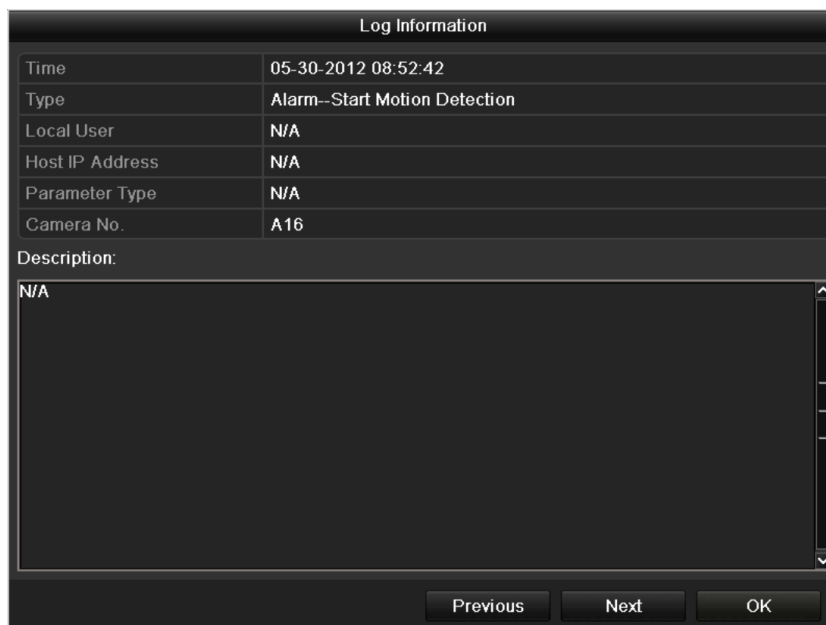 Log Information
Time 05-30-2012 08:52:42
Type Alarm--Start Motion Detection
Local User N/A
Host IP Address N/A
Parameter Type N/A
Camera No. A16
Description:
N/A
Previous Next OK